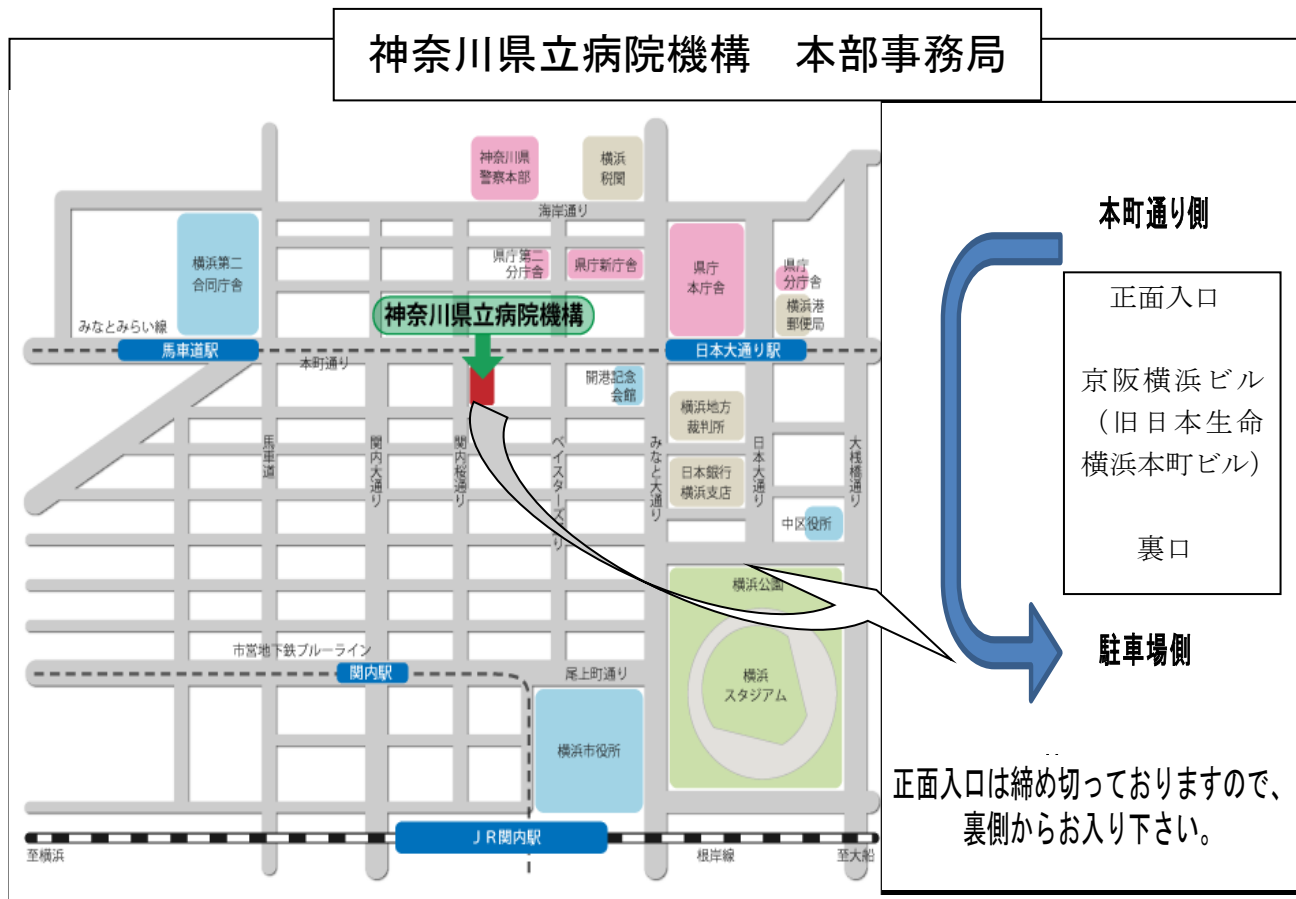 神奈川県立病院機構　本部事務局
神奈川県
警察本部
横浜
税関
海岸通り
横浜第二
合同庁舎
県庁第二
分庁舎
県庁新庁舎
県庁
本庁舎
県庁
分庁舎
横浜港
郵便局
神奈川県立病院機構
みなとみらい線
馬車道駅
日本大通り駅
本町通り
開港記念
会館
横浜地方
裁判所
馬車道
関内大通り
関内桜通り
ベイスターズ
り
みなと大通り
日本大通り
大桟橋通り
日本銀行
横浜支店
中区役所
横浜公園
市営地下鉄ブルーライン
関内駅
尾上町通り
横浜
スタジアム
横浜市役所
JR関内駅
至横浜
根岸線
至大船
本町通り側
正面入口
京阪横浜ビル
（旧日本生命
横浜本町ビル）
裏口
駐車場側
正面入口は締め切っておりますので、
裏側からお入り下さい。